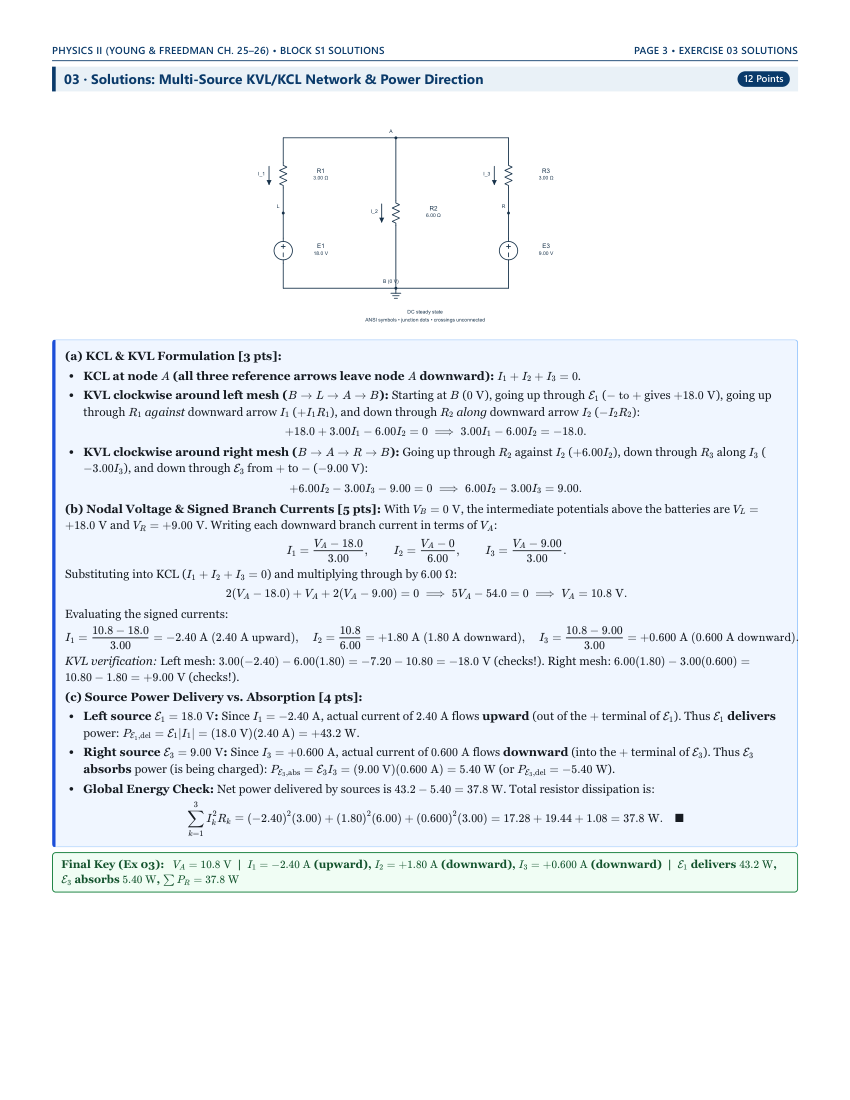 PHYSICS II (YOUNG & FREEDMAN CH. 25–26) • BLOCK S1 SOLUTIONS
PAGE 3 • EXERCISE 03 SOLUTIONS
03 · Solutions: Multi-Source KVL/KCL Network & Power Direction
12 Points
A
I_1
R1
3.00 Ω
I_3
R3
3.00 Ω
L
I_2
R2
6.00 Ω
R
E1
18.0 V
E3
9.00 V
B (0 V)
DC steady state
ANSI symbols • junction dots • crossings unconnected
(a) KCL & KVL Formulation [3 pts]:
• KCL at node A (all three reference arrows leave node A downward): I₁ + I₂ + I₃ = 0.
• KVL clockwise around left mesh (B → L → A → B): Starting at B (0 V), going up through ℰ₁ (− to + gives +18.0 V), going up
through R₁ against downward arrow I₁ (+I₁R₁), and down through R₂ along downward arrow I₂ (−I₂R₂):
+18.0 + 3.00I₁ − 6.00I₂ = 0 ⟹ 3.00I₁ − 6.00I₂ = −18.0.
• KVL clockwise around right mesh (B → A → R → B): Going up through R₂ against I₂ (+6.00I₂), down through R₃ along I₃ (
−3.00I₃), and down through ℰ₃ from + to − (−9.00 V):
+6.00I₂ − 3.00I₃ − 9.00 = 0 ⟹ 6.00I₂ − 3.00I₃ = 9.00.
(b) Nodal Voltage & Signed Branch Currents [5 pts]: With V_B = 0 V, the intermediate potentials above the batteries are V_L =
+18.0 V and V_R = +9.00 V. Writing each downward branch current in terms of V_A:
I₁ = (V_A − 18.0)/3.00, I₂ = (V_A − 0)/6.00, I₃ = (V_A − 9.00)/3.00.
Substituting into KCL (I₁ + I₂ + I₃ = 0) and multiplying through by 6.00 Ω:
2(V_A − 18.0) + V_A + 2(V_A − 9.00) = 0 ⟹ 5V_A − 54.0 = 0 ⟹ V_A = 10.8 V.
Evaluating the signed currents:
I₁ = (10.8 − 18.0)/3.00 = −2.40 A (2.40 A upward), I₂ = 10.8/6.00 = +1.80 A (1.80 A downward), I₃ = (10.8 − 9.00)/3.00 = +0.600 A (0.600 A downward).
KVL verification: Left mesh: 3.00(−2.40) − 6.00(1.80) = −7.20 − 10.80 = −18.0 V (checks!). Right mesh: 6.00(1.80) − 3.00(0.600) =
10.80 − 1.80 = +9.00 V (checks!).
(c) Source Power Delivery vs. Absorption [4 pts]:
• Left source ℰ₁ = 18.0 V: Since I₁ = −2.40 A, actual current of 2.40 A flows upward (out of the + terminal of ℰ₁). Thus ℰ₁ delivers
power: P_ℰ₁,del = ℰ₁|I₁| = (18.0 V)(2.40 A) = +43.2 W.
• Right source ℰ₃ = 9.00 V: Since I₃ = +0.600 A, actual current of 0.600 A flows downward (into the + terminal of ℰ₃). Thus ℰ₃
absorbs power (is being charged): P_ℰ₃,abs = ℰ₃I₃ = (9.00 V)(0.600 A) = 5.40 W (or P_ℰ₃,del = −5.40 W).
• Global Energy Check: Net power delivered by sources is 43.2 − 5.40 = 37.8 W. Total resistor dissipation is:
∑_{k=1}^{3} I_k²R_k = (−2.40)²(3.00) + (1.80)²(6.00) + (0.600)²(3.00) = 17.28 + 19.44 + 1.08 = 37.8 W. ■
Final Key (Ex 03): V_A = 10.8 V | I₁ = −2.40 A (upward), I₂ = +1.80 A (downward), I₃ = +0.600 A (downward) | ℰ₁ delivers 43.2 W,
ℰ₃ absorbs 5.40 W, ∑ P_R = 37.8 W